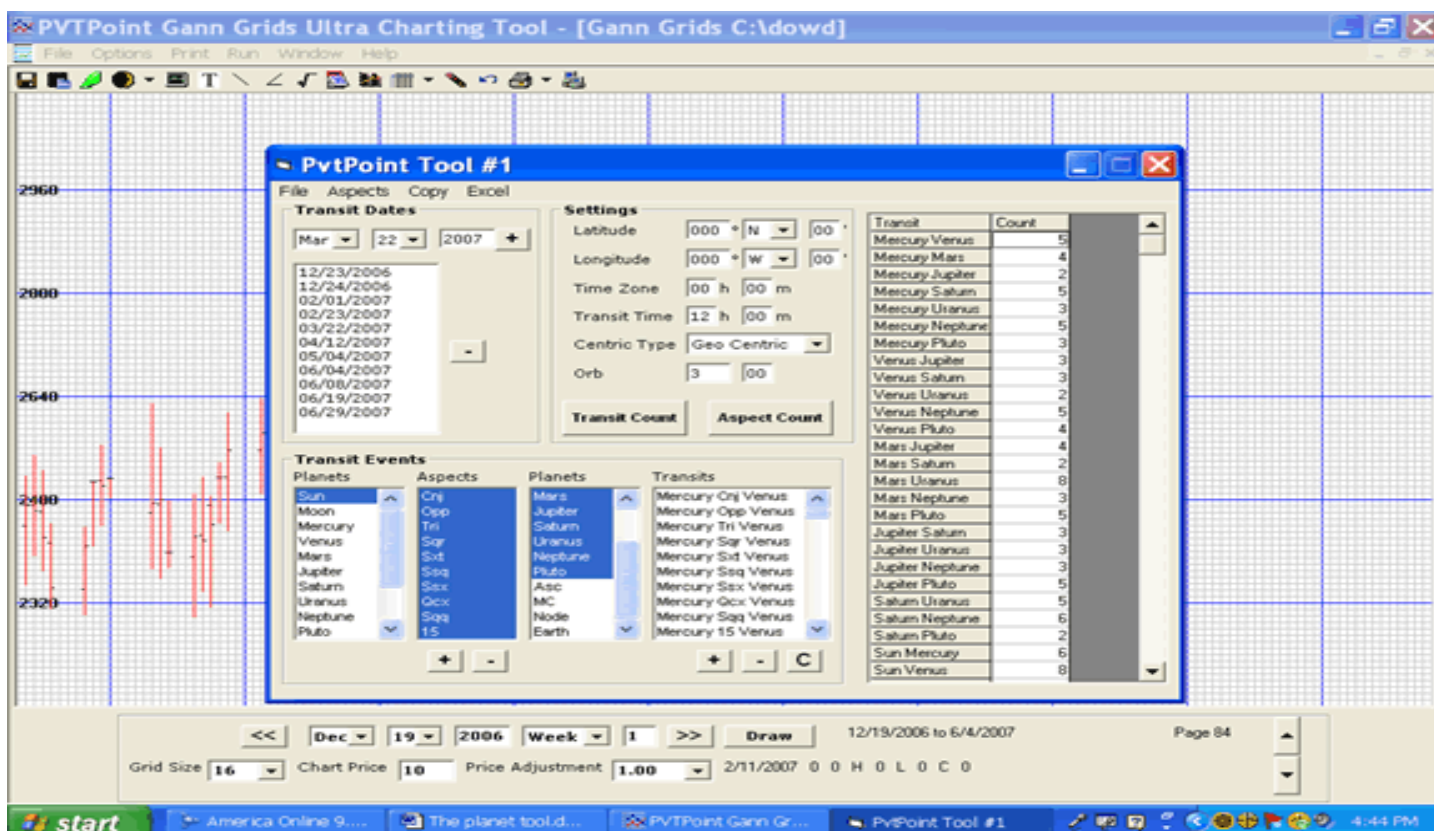 PVTPoint Gann Grids Ultra Charting Tool - [Gann Grids C:\dowd]
File Options Print Run Window Help
PvtPoint Tool #1
File Aspects Copy Excel
Transit Dates
Mar 22 2007 +
12/23/2006
12/24/2006
02/01/2007
02/23/2007
03/22/2007
04/12/2007
05/04/2007
06/04/2007
06/08/2007
06/19/2007
06/29/2007
-
Settings
Latitude 000 ° N 00 '
Longitude 000 ° W 00 '
Time Zone 00 h 00 m
Transit Time 12 h 00 m
Centric Type Geo Centric
Orb 3 00
Transit Count Aspect Count
Transit Count
Mercury Venus 5
Mercury Mars 4
Mercury Jupiter 2
Mercury Saturn 5
Mercury Uranus 3
Mercury Neptune 5
Mercury Pluto 3
Venus Jupiter 3
Venus Saturn 3
Venus Uranus 2
Venus Neptune 5
Venus Pluto 4
Mars Jupiter 4
Mars Saturn 2
Mars Uranus 8
Mars Neptune 3
Mars Pluto 5
Jupiter Saturn 3
Jupiter Uranus 3
Jupiter Neptune 3
Jupiter Pluto 5
Saturn Uranus 5
Saturn Neptune 6
Saturn Pluto 2
Sun Mercury 6
Sun Venus 8
Transit Events
Planets Aspects Planets Transits
Sun Cnj Mars Mercury Cnj Venus
Moon Opp Jupiter Mercury Opp Venus
Mercury Tri Saturn Mercury Tri Venus
Venus Sqr Uranus Mercury Sqr Venus
Mars Sxt Neptune Mercury Sxt Venus
Jupiter Ssq Pluto Mercury Ssq Venus
Saturn Ssx Asc Mercury Ssx Venus
Uranus Qcx MC Mercury Qcx Venus
Neptune Sqq Node Mercury Sqq Venus
Pluto 15 Earth Mercury 15 Venus
+ - + - C
2960
2800
2640
2480
2320
<< Dec 19 2006 Week 1 >> Draw 12/19/2006 to 6/4/2007 Page 84
Grid Size 16 Chart Price 10 Price Adjustment 1.00 2/11/2007 0 0 H 0 L 0 C 0
start America Online 9.... The planet tool.d... PVTPoint Gann Gr... PvtPoint Tool #1 4:44 PM